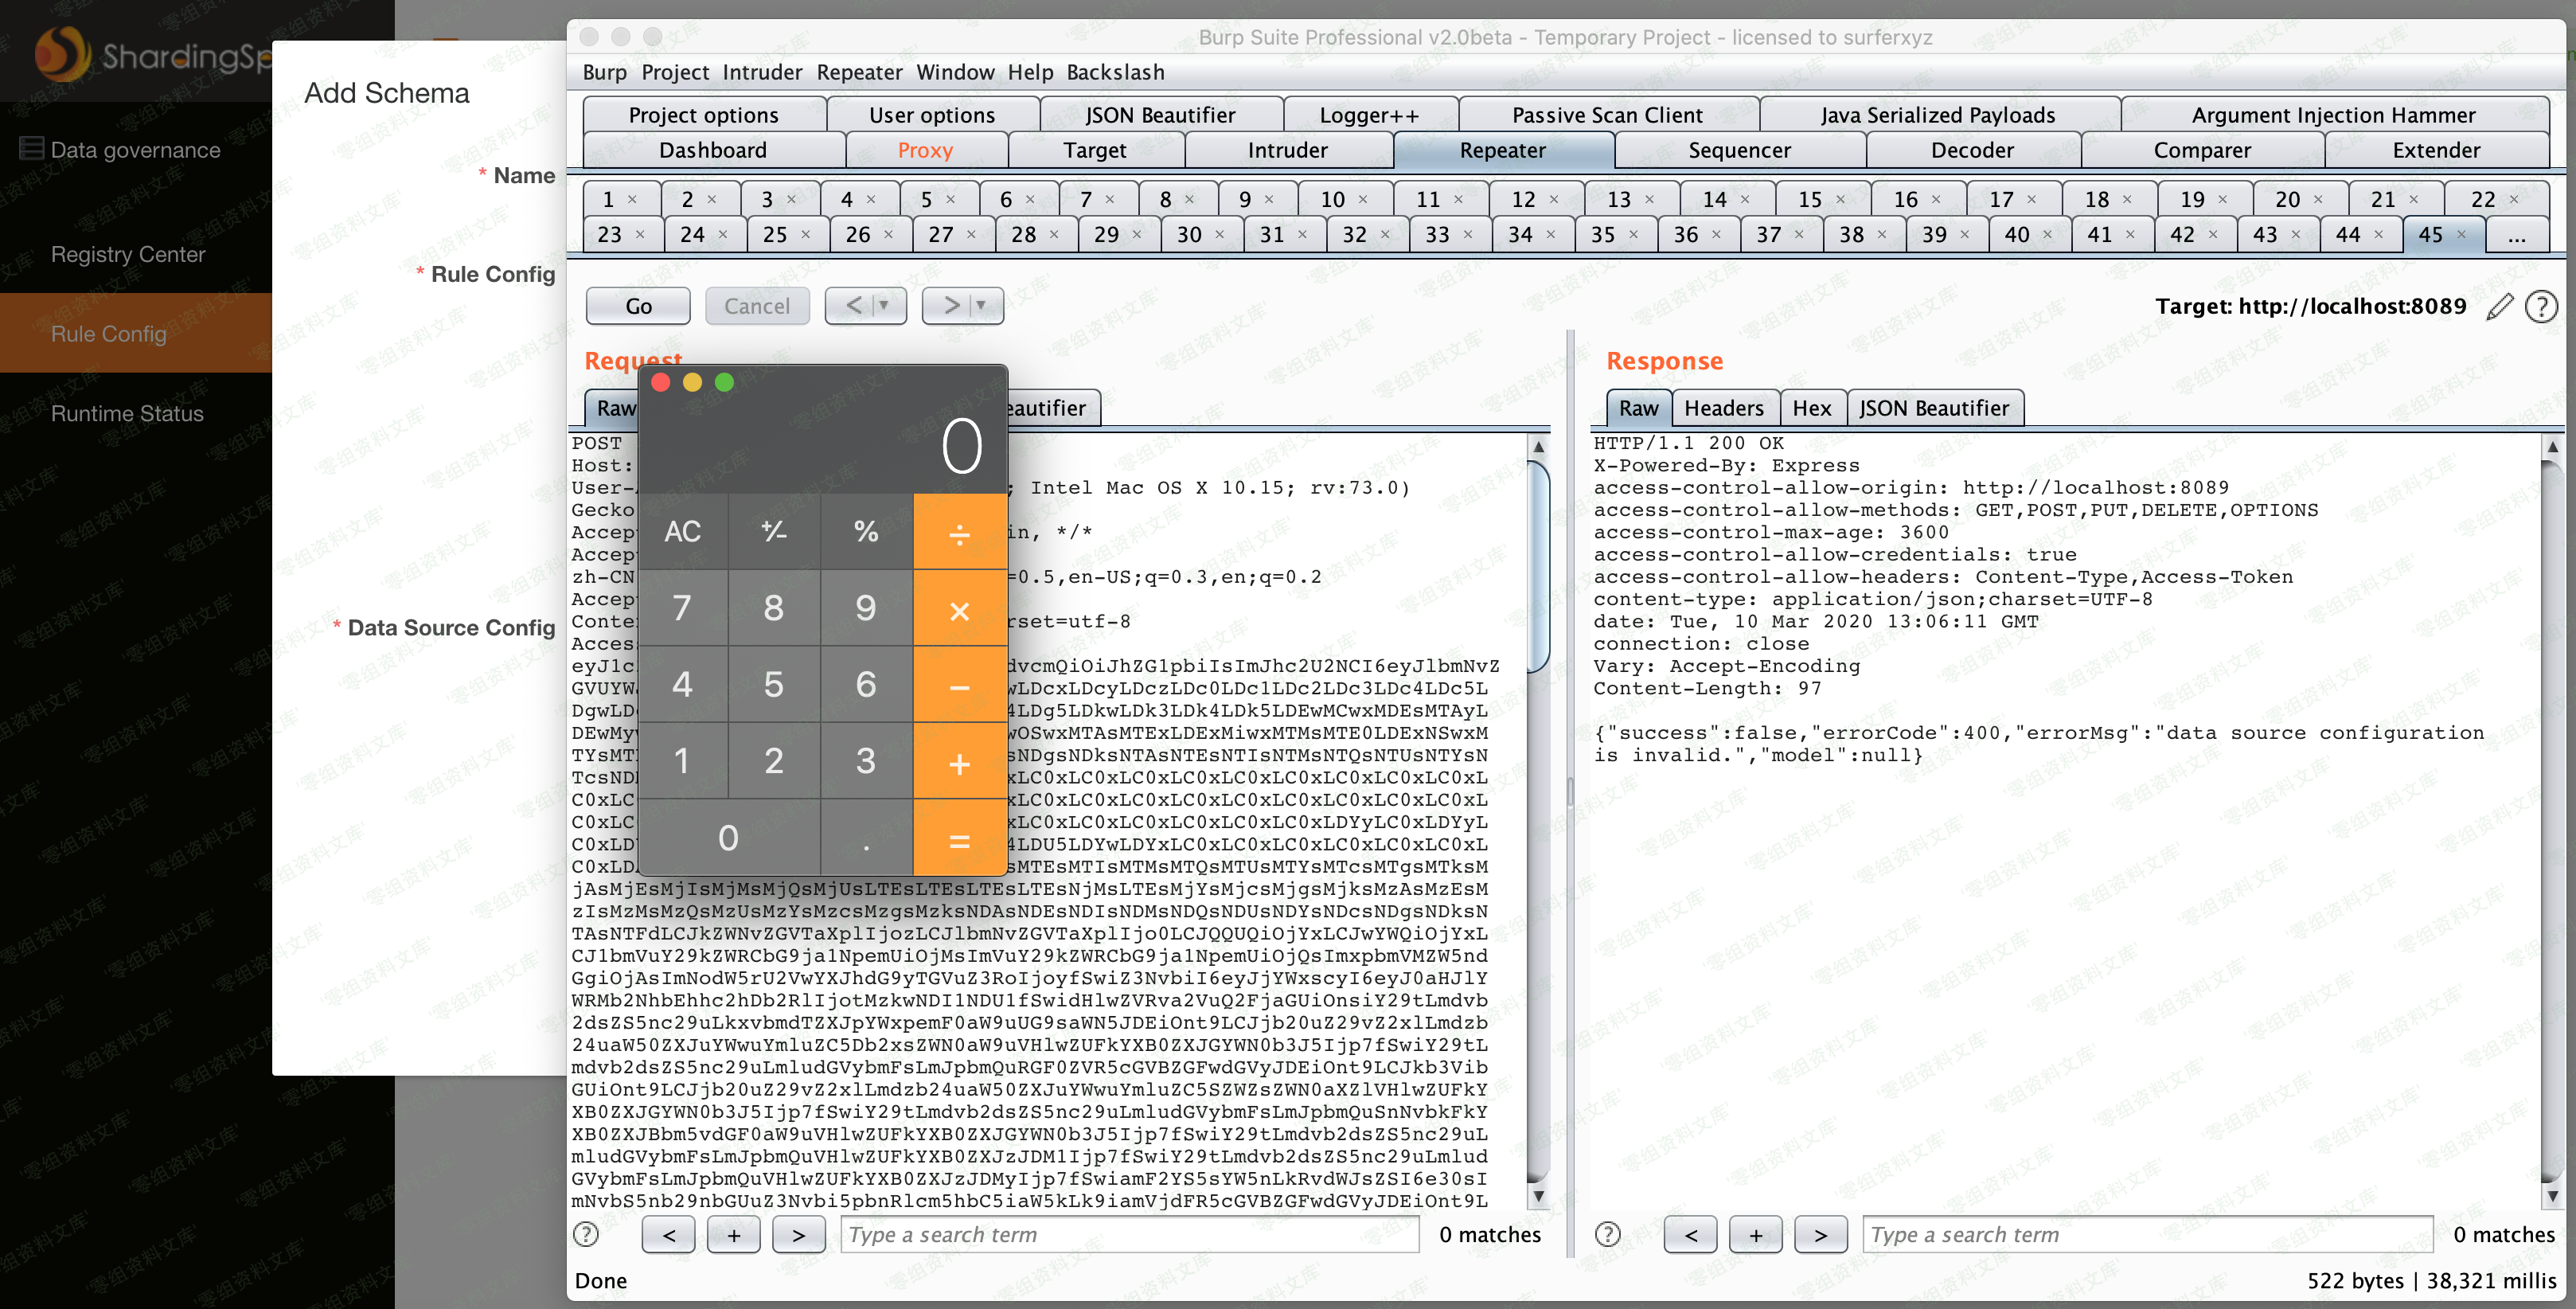 ShardingSp
Data governance
Registry Center
Rule Config
Runtime Status
Add Schema
* Name
* Rule Config
* Data Source Config
Burp Suite Professional v2.0beta - Temporary Project - licensed to surferxyz
Burp Project Intruder Repeater Window Help Backslash
Project options User options JSON Beautifier Logger++ Passive Scan Client Java Serialized Payloads Argument Injection Hammer
Dashboard Proxy Target Intruder Repeater Sequencer Decoder Comparer Extender
1 × 2 × 3 × 4 × 5 × 6 × 7 × 8 × 9 × 10 × 11 × 12 × 13 × 14 × 15 × 16 × 17 × 18 × 19 × 20 × 21 × 22 ×
23 × 24 × 25 × 26 × 27 × 28 × 29 × 30 × 31 × 32 × 33 × 34 × 35 × 36 × 37 × 38 × 39 × 40 × 41 × 42 × 43 × 44 × 45 × ...
Go Cancel < > Target: http://localhost:8089 ?
Request
Raw eautifier
POST
Host:
User-A ; Intel Mac OS X 10.15; rv:73.0)
Gecko
Accep in, */*
Accep
zh-CN =0.5,en-US;q=0.3,en;q=0.2
Accep
Conte rset=utf-8
Acces
eyJ1c dvcmQiOiJhZG1pbiIsImJhc2U2NCI6eyJlbmNvZ
GVUYW wLDcxLDcyLDczLDc0LDc1LDc2LDc3LDc4LDc5L
DgwLD 4LDg5LDkwLDk3LDk4LDk5LDEwMCwxMDEsMTAyL
DEwMy wOSwxMTAsMTExLDExMiwxMTMsMTE0LDExNSwxM
TYsMT sNDgsNDksNTAsNTEsNTIsNTMsNTQsNTUsNTYsN
TcsND xLC0xLC0xLC0xLC0xLC0xLC0xLC0xLC0xLC0xL
C0xLC xLC0xLC0xLC0xLC0xLC0xLC0xLC0xLC0xLC0xL
C0xLC xLC0xLC0xLC0xLC0xLC0xLC0xLDYyLC0xLDYyL
C0xLD 4LDU5LDYwLDYxLC0xLC0xLC0xLC0xLC0xLC0xL
C0xLD sMTEsMTIsMTMsMTQsMTUsMTYsMTcsMTgsMTksM
jAsMjEsMjIsMjMsMjQsMjUsLTEsLTEsLTEsLTEsNjMsLTEsMjYsMjcsMjgsMjksMzAsMzEsM
zIsMzMsMzQsMzUsMzYsMzcsMzgsMzksNDAsNDEsNDIsNDMsNDQsNDUsNDYsNDcsNDgsNDksN
TAsNTFdLCJkZWNvZGVTaXplIjozLCJlbmNvZGVTaXplIjo0LCJQQUQiOjYxLCJwYWQiOjYxL
CJ1bmVuY29kZWRCbG9ja1NpemUiOjMsImVuY29kZWRCbG9ja1NpemUiOjQsImxpbmVMZW5nd
GgiOjAsImNodW5rU2VwYXJhdG9yTGVuZ3RoIjoyfSwiZ3NvbiI6eyJjYWxscyI6eyJ0aHJlY
WRMb2NhbEhhc2hDb2RlIjotMzkwNDI1NDU1fSwidHlwZVRva2VuQ2FjaGUiOnsiY29tLmdvb
2dsZS5nc29uLkxvbmdTZXJpYWxpemF0aW9uUG9saWN5JDEiOnt9LCJjb20uZ29vZ2xlLmdzb
24uaW50ZXJuYWwuYmluZC5Db2xsZWN0aW9uVHlwZUFkYXB0ZXJGYWN0b3J5Ijp7fSwiY29tL
mdvb2dsZS5nc29uLmludGVybmFsLmJpbmQuRGF0ZVR5cGVBZGFwdGVyJDEiOnt9LCJkb3Vib
GUiOnt9LCJjb20uZ29vZ2xlLmdzb24uaW50ZXJuYWwuYmluZC5SZWZsZWN0aXZlVHlwZUFkY
XB0ZXJGYWN0b3J5Ijp7fSwiY29tLmdvb2dsZS5nc29uLmludGVybmFsLmJpbmQuSnNvbkFkY
XB0ZXJBbm5vdGF0aW9uVHlwZUFkYXB0ZXJGYWN0b3J5Ijp7fSwiY29tLmdvb2dsZS5nc29uL
mludGVybmFsLmJpbmQuVHlwZUFkYXB0ZXJzJDM1Ijp7fSwiY29tLmdvb2dsZS5nc29uLmlud
GVybmFsLmJpbmQuVHlwZUFkYXB0ZXJzJDMyIjp7fSwiamF2YS5sYW5nLkRvdWJsZSI6e30sI
mNvbS5nb29nbGUuZ3Nvbi5pbnRlcm5hbC5iaW5kLk9iamVjdFR5cGVBZGFwdGVyJDEiOnt9L
0
AC +/- % ÷
7 8 9 ×
4 5 6 −
1 2 3 +
0 . =
? < + > Type a search term 0 matches
Response
Raw Headers Hex JSON Beautifier
HTTP/1.1 200 OK
X-Powered-By: Express
access-control-allow-origin: http://localhost:8089
access-control-allow-methods: GET,POST,PUT,DELETE,OPTIONS
access-control-max-age: 3600
access-control-allow-credentials: true
access-control-allow-headers: Content-Type,Access-Token
content-type: application/json;charset=UTF-8
date: Tue, 10 Mar 2020 13:06:11 GMT
connection: close
Vary: Accept-Encoding
Content-Length: 97
{"success":false,"errorCode":400,"errorMsg":"data source configuration
is invalid.","model":null}
? < + > Type a search term 0 matches
Done 522 bytes | 38,321 millis
零组资料文库